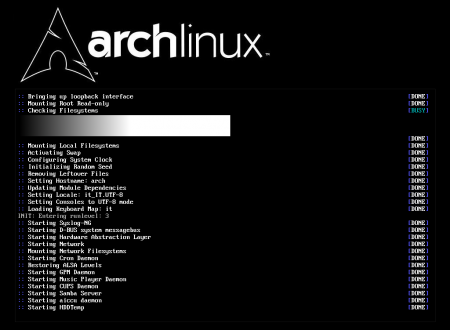 archlinux™
:: Bringing up loopback interface [DONE]
:: Mounting Root Read-only [DONE]
:: Checking Filesystems [BUSY]
[DONE]
:: Mounting Local Filesystems [DONE]
:: Activating Swap [DONE]
:: Configuring System Clock [DONE]
:: Initializing Random Seed [DONE]
:: Removing Leftover Files [DONE]
:: Setting Hostname: arch [DONE]
:: Updating Module Dependencies [DONE]
:: Setting Locale: it_IT.UTF-8 [DONE]
:: Setting Consoles to UTF-8 mode [DONE]
:: Loading Keyboard Map: it [DONE]
INIT: Entering runlevel: 3
:: Starting Syslog-NG [DONE]
:: Starting D-BUS system messagebus [DONE]
:: Starting Hardware Abstraction Layer [DONE]
:: Starting Network [DONE]
:: Mounting Network Filesystems [DONE]
:: Starting Cron Daemon [DONE]
:: Restoring ALSA Levels [DONE]
:: Starting GPM Daemon [DONE]
:: Starting Music Player Daemon [DONE]
:: Starting CUPS Daemon [DONE]
:: Starting Samba Server [DONE]
:: Starting aiccu daemon [DONE]
:: Starting HDDTemp [DONE]